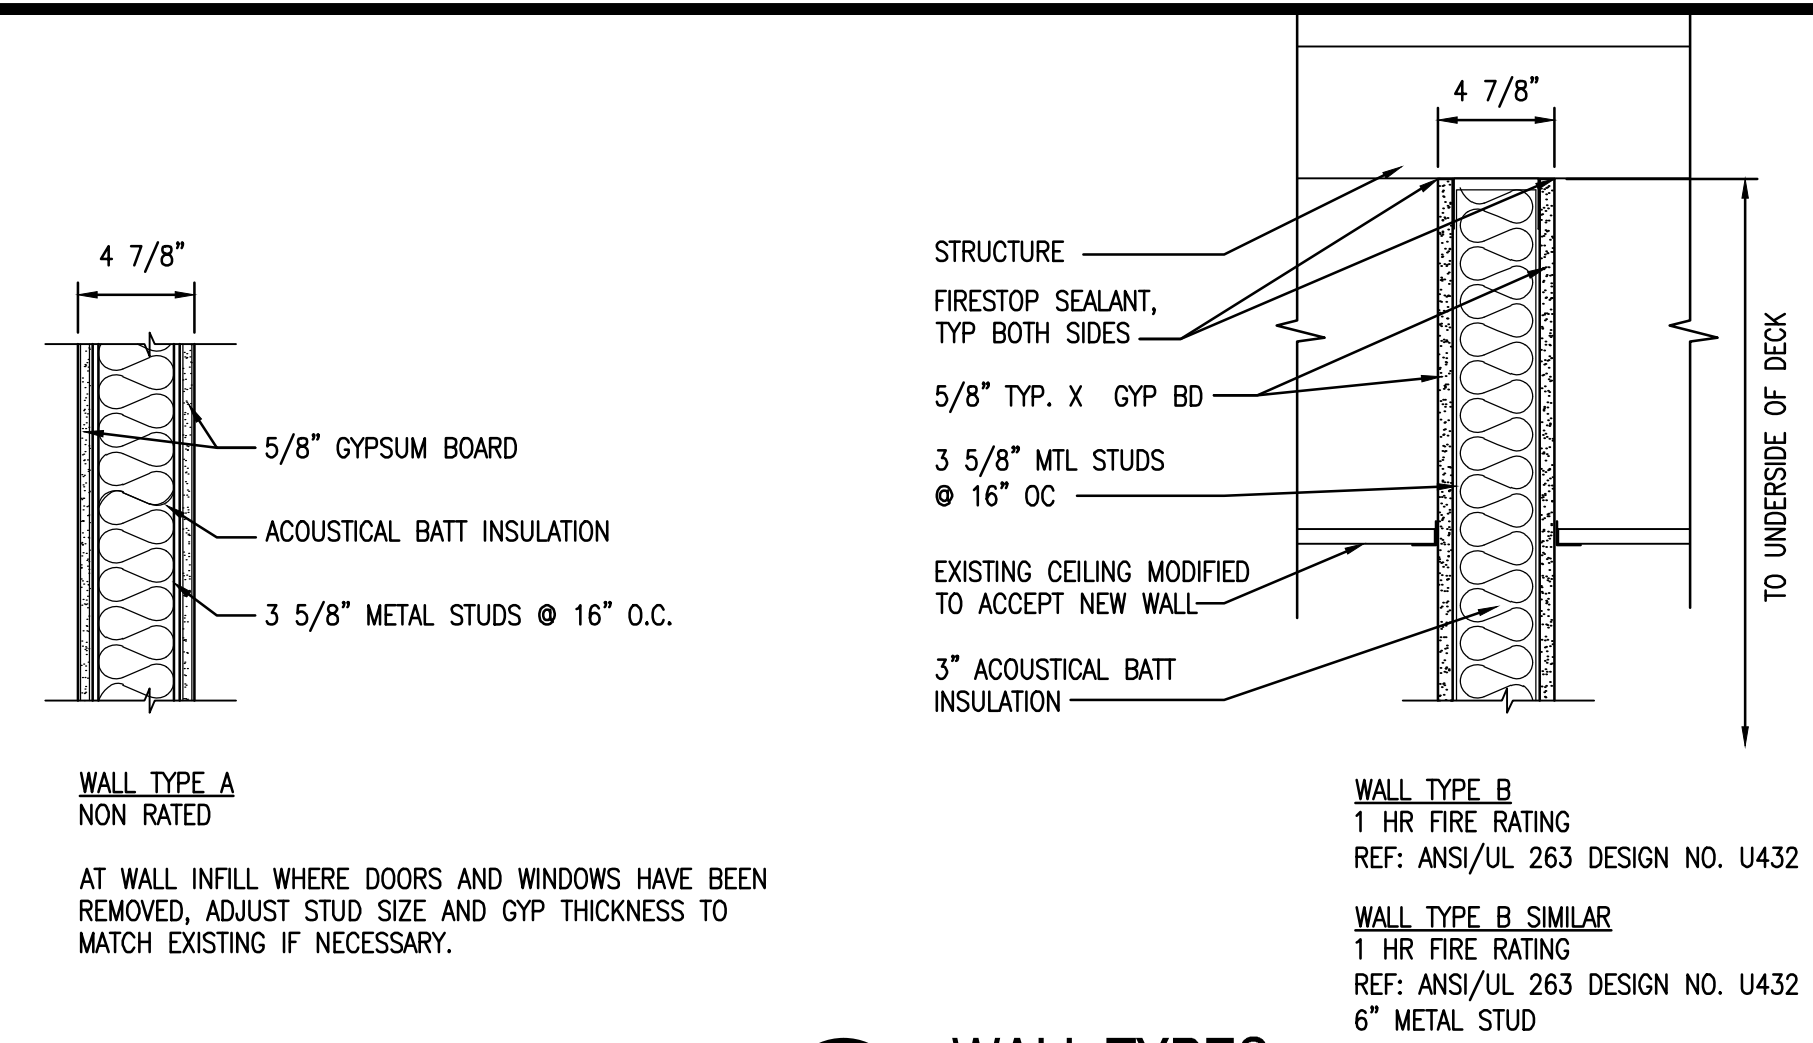 4 7/8"
5/8" GYPSUM BOARD
ACOUSTICAL BATT INSULATION
3 5/8" METAL STUDS @ 16" O.C.
WALL TYPE A
NON RATED
AT WALL INFILL WHERE DOORS AND WINDOWS HAVE BEEN
REMOVED, ADJUST STUD SIZE AND GYP THICKNESS TO
MATCH EXISTING IF NECESSARY.
4 7/8"
STRUCTURE
FIRESTOP SEALANT,
TYP BOTH SIDES
5/8" TYP. X GYP BD
3 5/8" MTL STUDS
@ 16" OC
EXISTING CEILING MODIFIED
TO ACCEPT NEW WALL
3" ACOUSTICAL BATT
INSULATION
TO UNDERSIDE OF DECK
WALL TYPE B
1 HR FIRE RATING
REF: ANSI/UL 263 DESIGN NO. U432
WALL TYPE B SIMILAR
1 HR FIRE RATING
REF: ANSI/UL 263 DESIGN NO. U432
6" METAL STUD
WALL TYPES